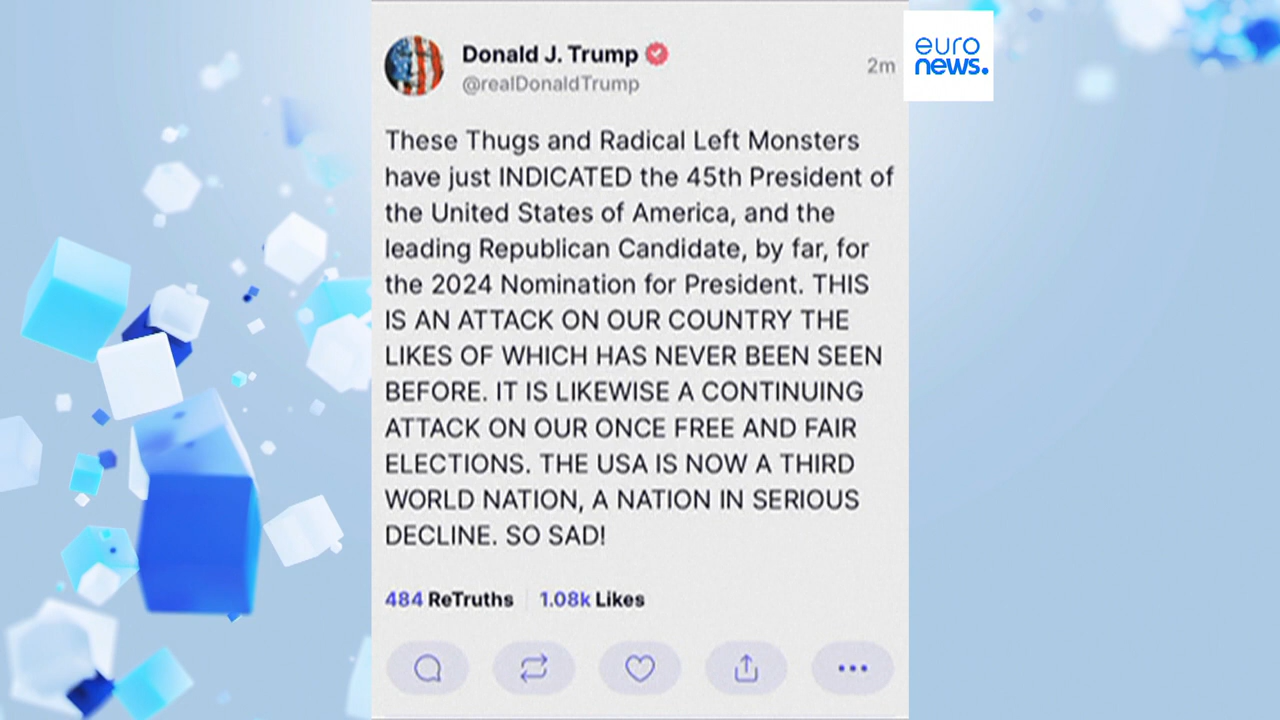 Donald J. Trump
@realDonaldTrump
2m
euro
news.
These Thugs and Radical Left Monsters
have just INDICATED the 45th President of
the United States of America, and the
leading Republican Candidate, by far, for
the 2024 Nomination for President. THIS
IS AN ATTACK ON OUR COUNTRY THE
LIKES OF WHICH HAS NEVER BEEN SEEN
BEFORE. IT IS LIKEWISE A CONTINUING
ATTACK ON OUR ONCE FREE AND FAIR
ELECTIONS. THE USA IS NOW A THIRD
WORLD NATION, A NATION IN SERIOUS
DECLINE. SO SAD!
484 ReTruths 1.08k Likes